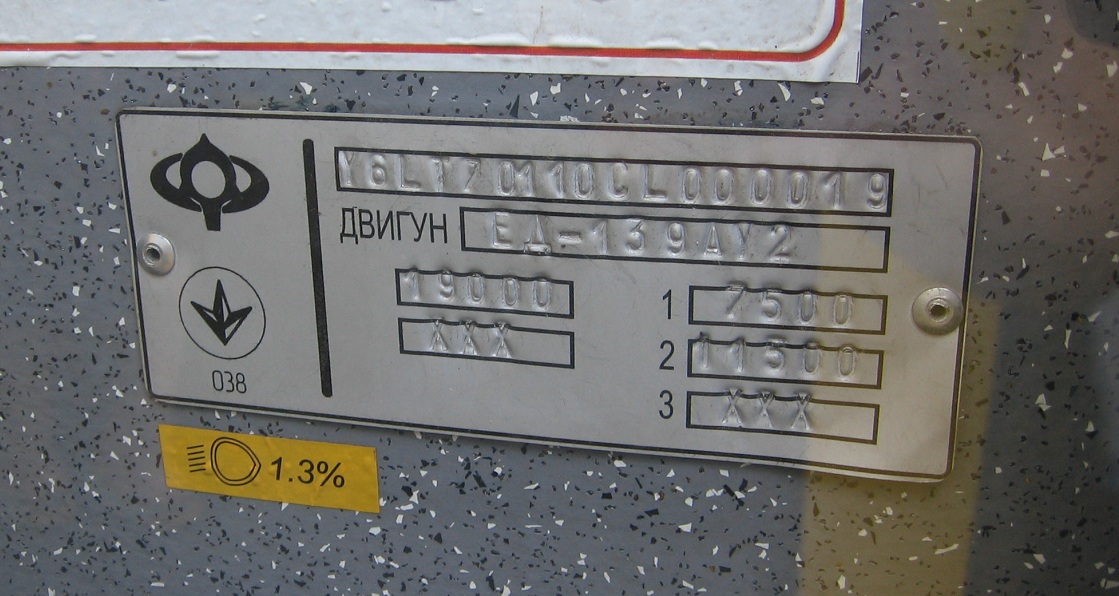 Y6LT70110CL000019
ДВИГУН ЕД-139АУ2
19000
1 7500
XXX
2 11500
3 XXX
038
1.3%